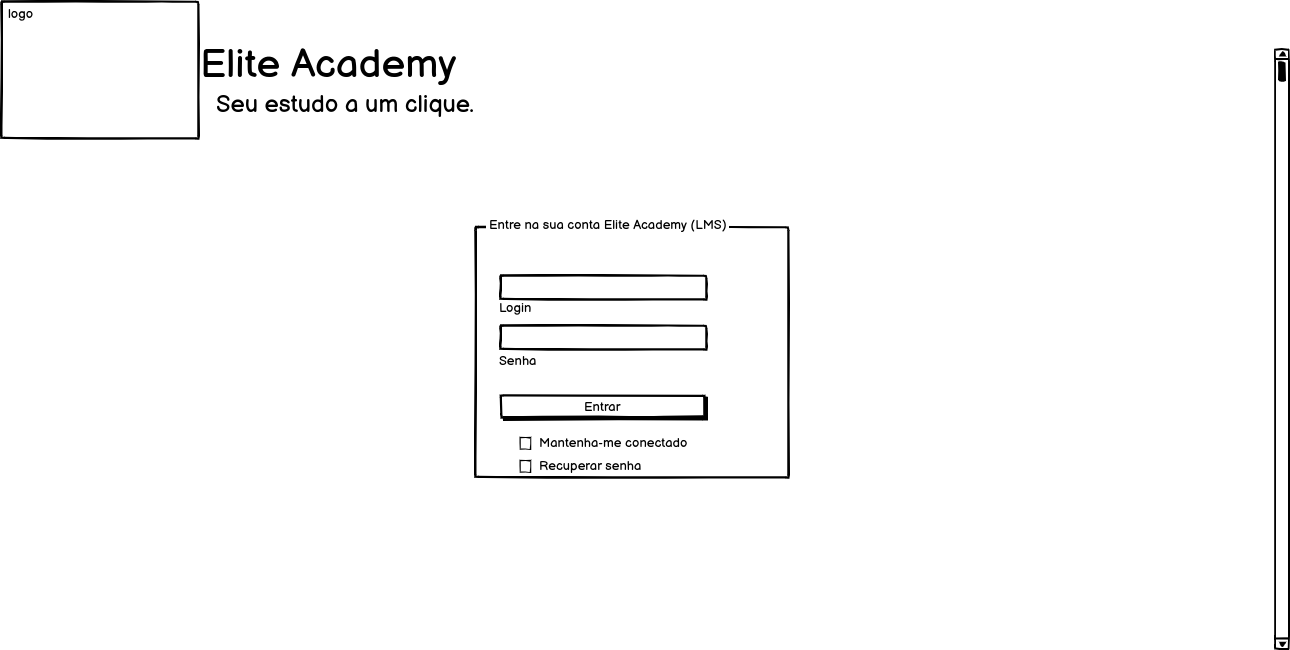 logo
Elite Academy
Seu estudo a um clique.
Entre na sua conta Elite Academy (LMS)
Login
Senha
Entrar
Mantenha-me conectado
Recuperar senha